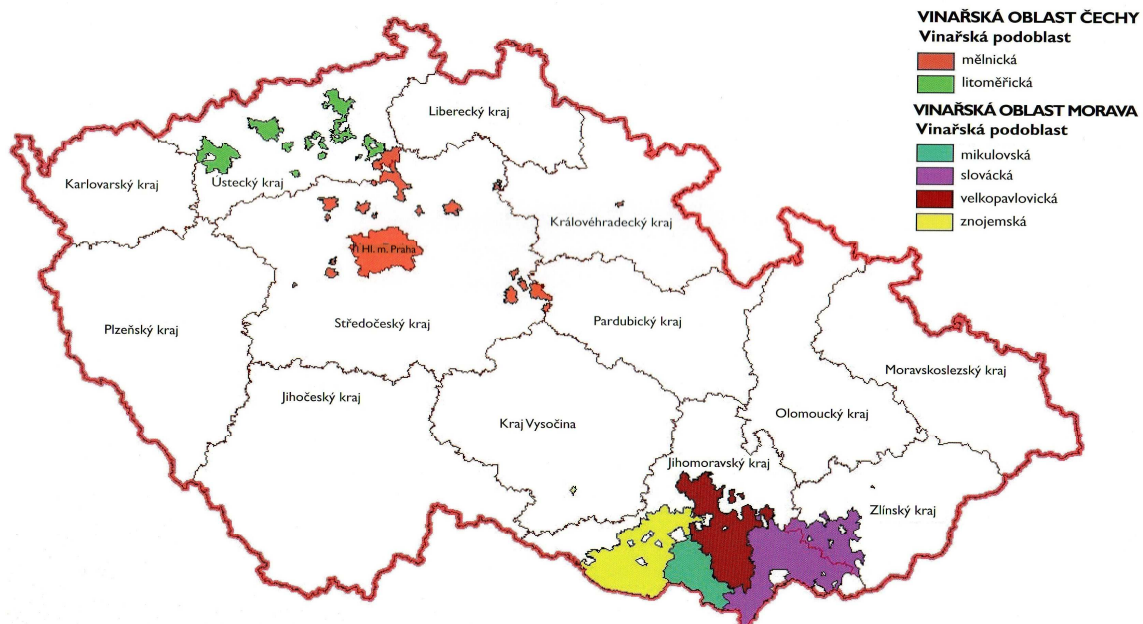 VINAŘSKÁ OBLAST ČECHY
Vinařská podoblast
mělnická
litoměřická
VINAŘSKÁ OBLAST MORAVA
Vinařská podoblast
mikulovská
slovácká
velkopavlovická
znojemská
Liberecký kraj
Karlovarský kraj
Ústecký kraj
Královéhradecký kraj
Hl. m. Praha
Plzeňský kraj
Středočeský kraj
Pardubický kraj
Moravskoslezský kraj
Jihočeský kraj
Olomoucký kraj
Kraj Vysočina
Jihomoravský kraj
Zlínský kraj